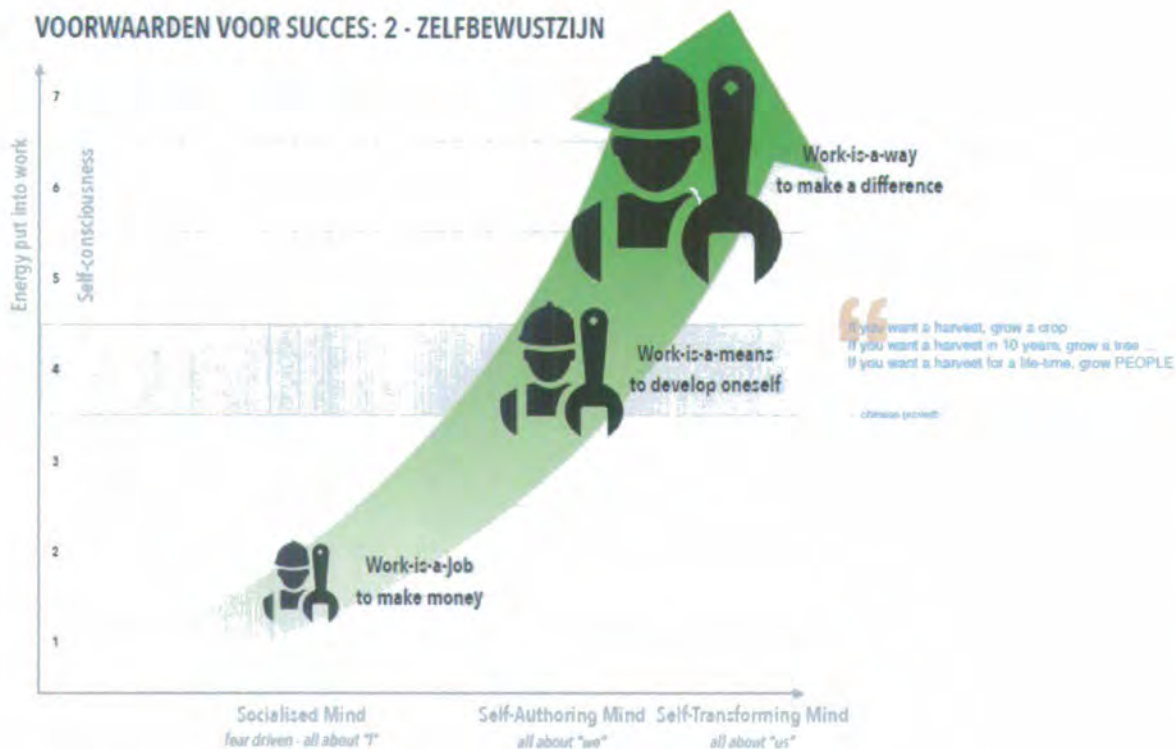 VOORWAARDEN VOOR SUCCES: 2 - ZELFBEWUSTZIJN
Energy put into work
Self-consciousness
7
6
5
4
3
2
1
Work-is-a-way
to make a difference
Work-is-a-means
to develop oneself
Work-is-a-Job
to make money
“
If you want a harvest, grow a crop
If you want a harvest in 10 years, grow a tree ...
If you want a harvest for a life-time, grow PEOPLE
- chinese proverb
Socialised Mind
fear driven - all about "I"
Self-Authoring Mind
all about "we"
Self-Transforming Mind
all about "us"